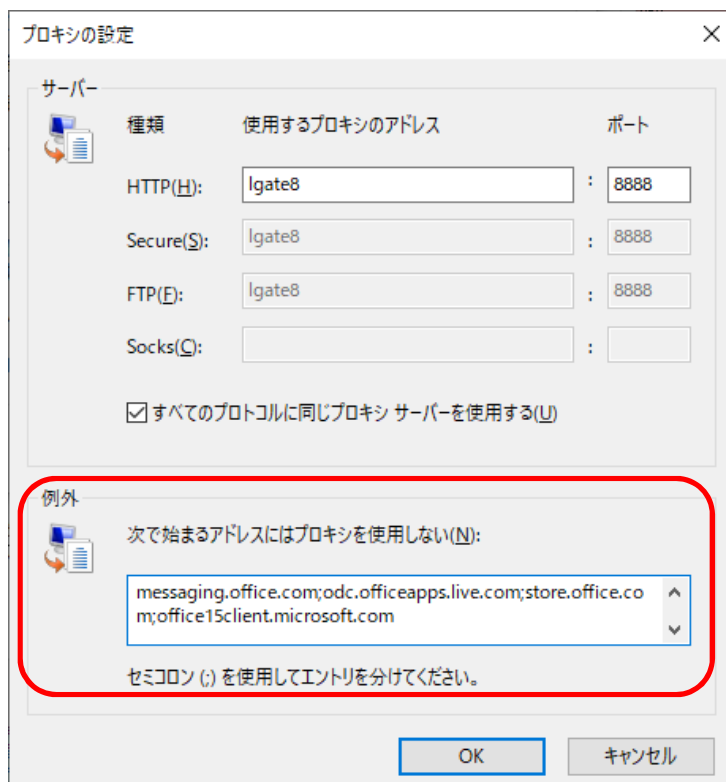 プロキシの設定
サーバー
種類 使用するプロキシのアドレス ポート
HTTP(H): lgate8 : 8888
Secure(S): lgate8 : 8888
FTP(F): lgate8 : 8888
Socks(C): :
すべてのプロトコルに同じプロキシ サーバーを使用する(U)
例外
次で始まるアドレスにはプロキシを使用しない(N):
messaging.office.com;odc.officeapps.live.com;store.office.co
m;office15client.microsoft.com
セミコロン (;) を使用してエントリを分けてください。
OK キャンセル